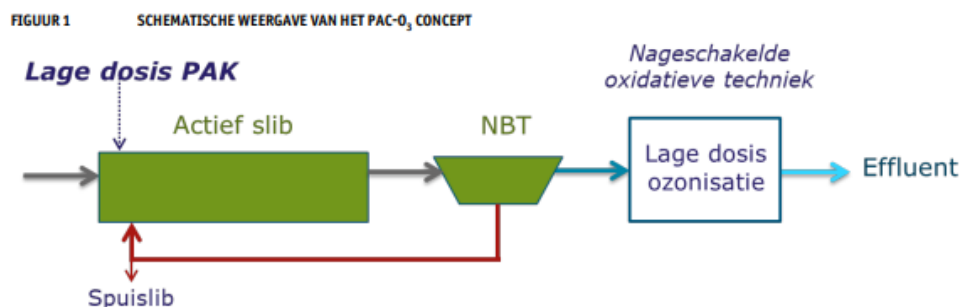 FIGUUR 1 SCHEMATISCHE WEERGAVE VAN HET PAC-O₃ CONCEPT
Lage dosis PAK
Nageschakelde
oxidatieve techniek
Actief slib
NBT
Lage dosis
ozonisatie
Effluent
Spuislib